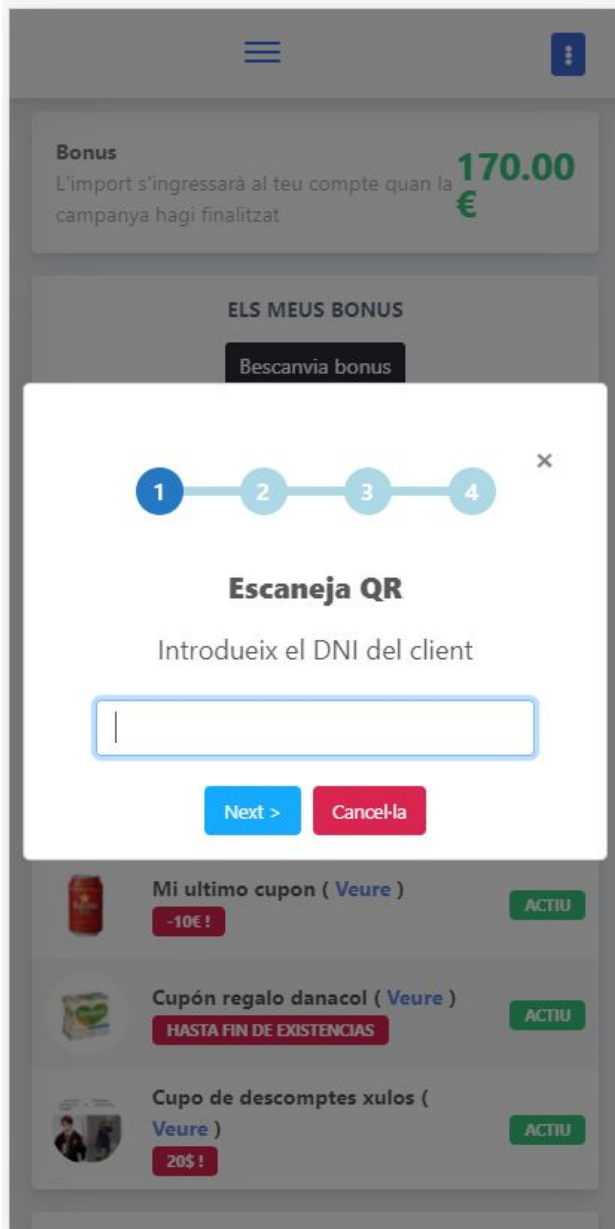 Bonus
L'import s'ingressarà al teu compte quan la
campanya hagi finalitzat
170.00
€
ELS MEUS BONUS
Bescanvia bonus
×
1 2 3 4
Escaneja QR
Introdueix el DNI del client
Next > Cancel·la
Mi ultimo cupon ( Veure )
-10€ !
ACTIU
Cupón regalo danacol ( Veure )
HASTA FIN DE EXISTENCIAS
ACTIU
Cupo de descomptes xulos (
Veure )
20$ !
ACTIU